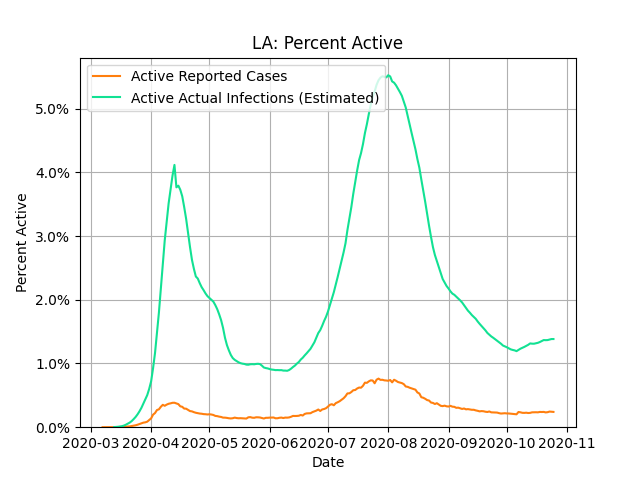 LA: Percent Active
Active Reported Cases
Active Actual Infections (Estimated)
Percent Active
5.0%
4.0%
3.0%
2.0%
1.0%
0.0%
2020-03 2020-04 2020-05 2020-06 2020-07 2020-08 2020-09 2020-10 2020-11
Date